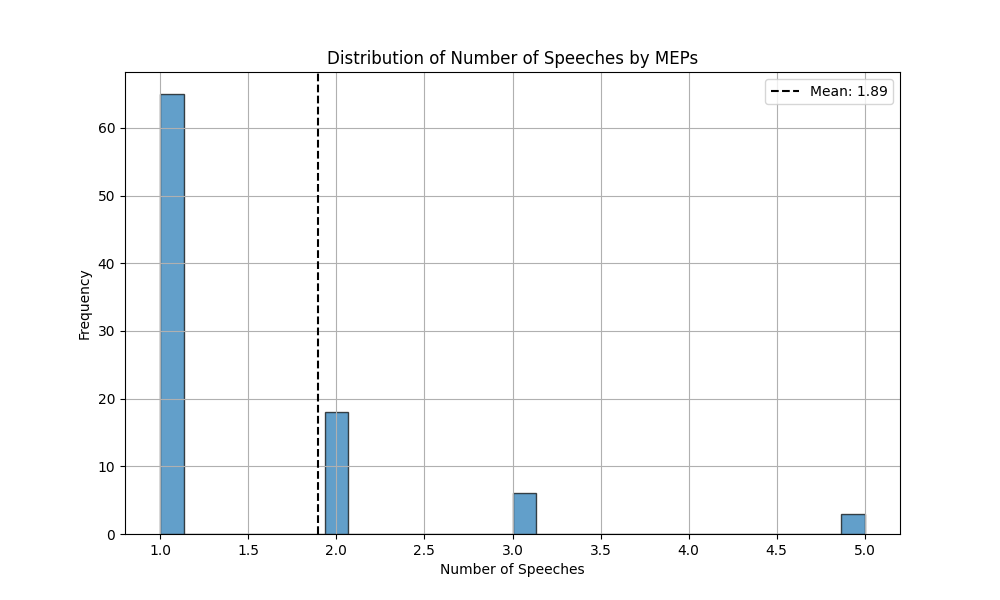 Distribution of Number of Speeches by MEPs
Mean: 1.89
Frequency
60
50
40
30
20
10
0
1.0 1.5 2.0 2.5 3.0 3.5 4.0 4.5 5.0
Number of Speeches